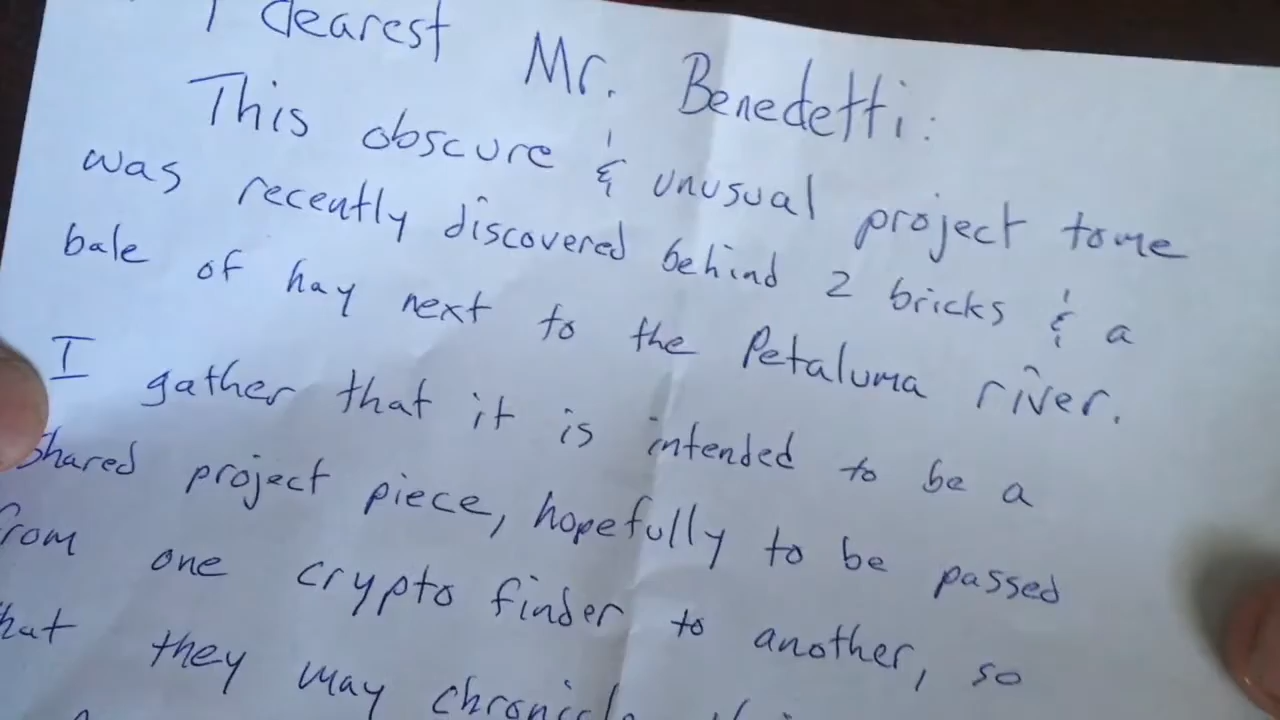 dearest Mr. Benedetti:
This obscure & unusual project tome
was recently discovered behind 2 bricks & a
bale of hay next to the Petaluma river.
I gather that it is intended to be a
shared project piece, hopefully to be passed
from one crypto finder to another, so
that they may